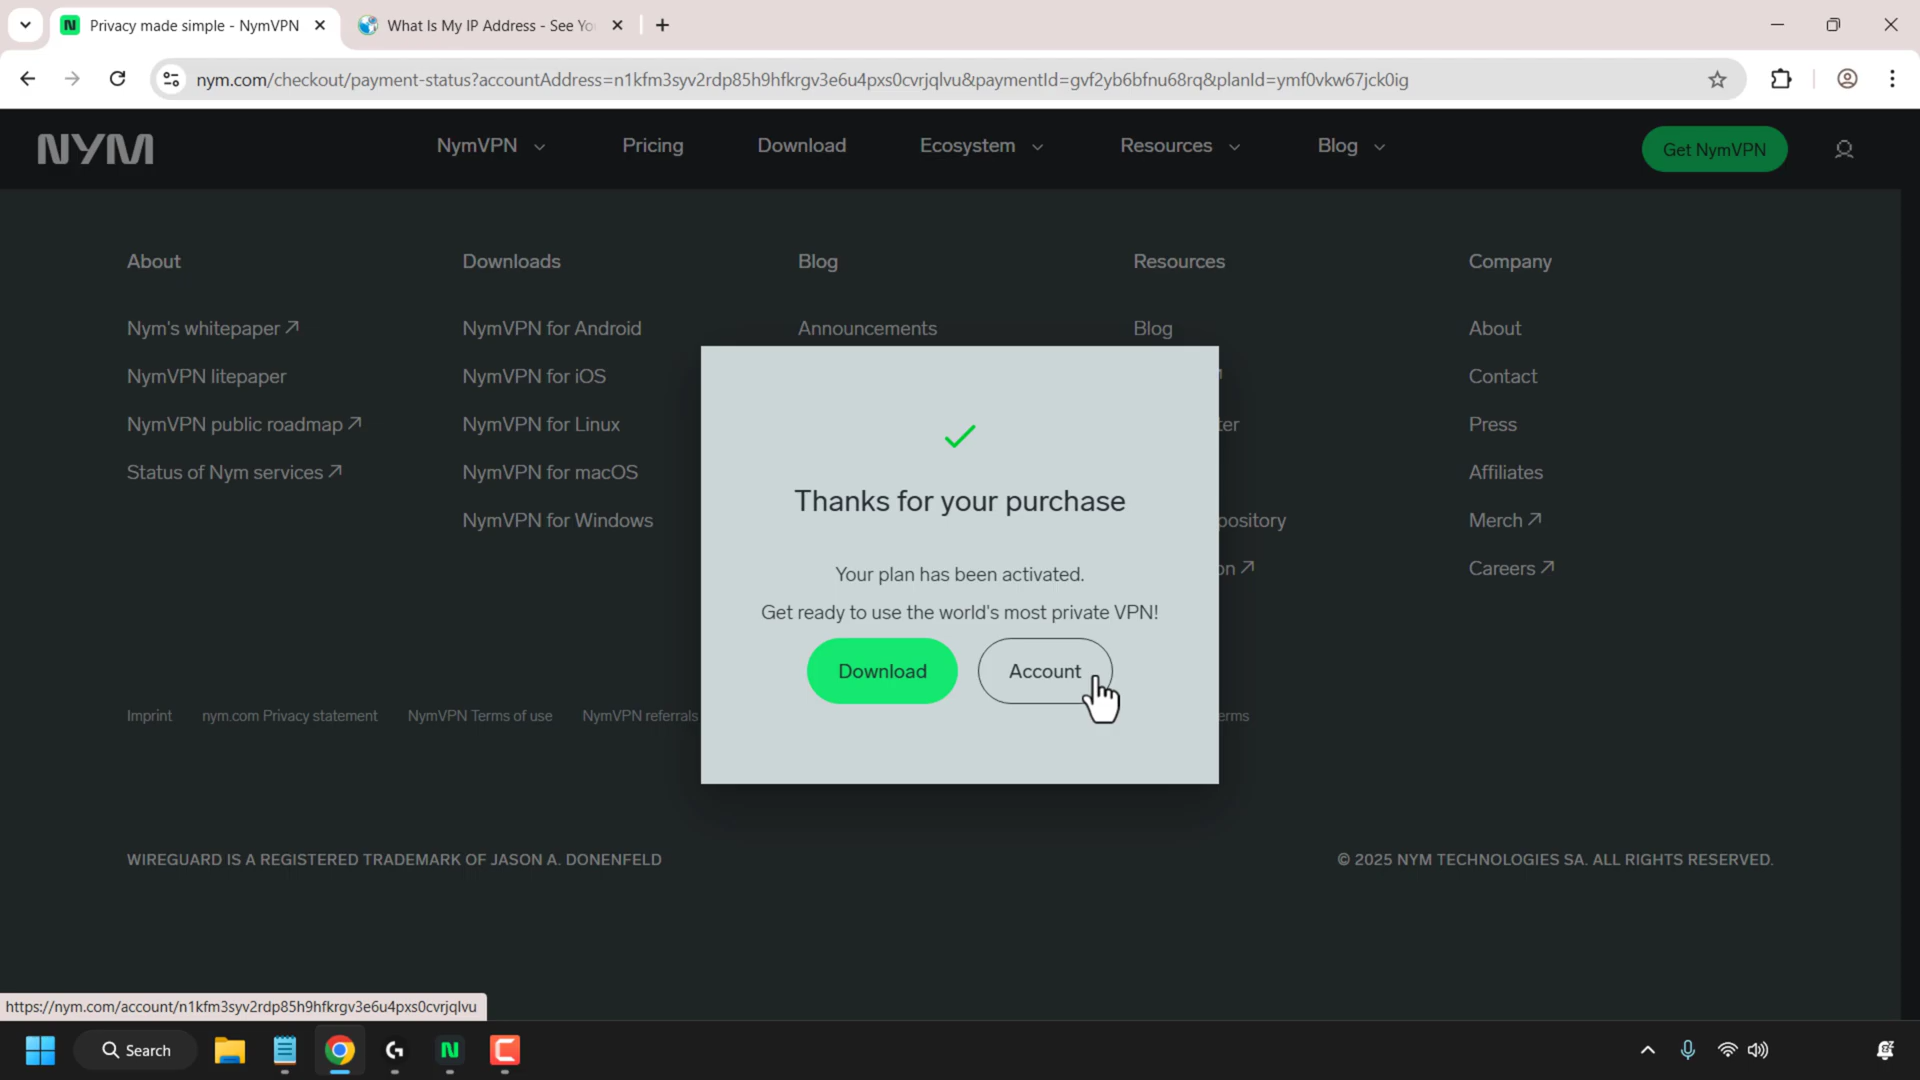 Privacy made simple - NymVPN
What Is My IP Address - See Yo
nym.com/checkout/payment-status?accountAddress=n1kfm3syv2rdp85h9hfkrgv3e6u4pxs0cvrjqlvu&paymentId=gvf2yb6bfnu68rq&planId=ymf0vkw67jck0ig
NYM
NymVPN
Pricing
Download
Ecosystem
Resources
Blog
Get NymVPN
About
Nym's whitepaper
NymVPN litepaper
NymVPN public roadmap
Status of Nym services
Downloads
NymVPN for Android
NymVPN for iOS
NymVPN for Linux
NymVPN for macOS
NymVPN for Windows
Blog
Announcements
Resources
Blog
Company
About
Contact
Press
Affiliates
Merch
Careers
Thanks for your purchase
Your plan has been activated.
Get ready to use the world's most private VPN!
Download
Account
Imprint
nym.com Privacy statement
NymVPN Terms of use
NymVPN referrals
WIREGUARD IS A REGISTERED TRADEMARK OF JASON A. DONENFELD
© 2025 NYM TECHNOLOGIES SA. ALL RIGHTS RESERVED.
https://nym.com/account/n1kfm3syv2rdp85h9hfkrgv3e6u4pxs0cvrjqlvu
Search